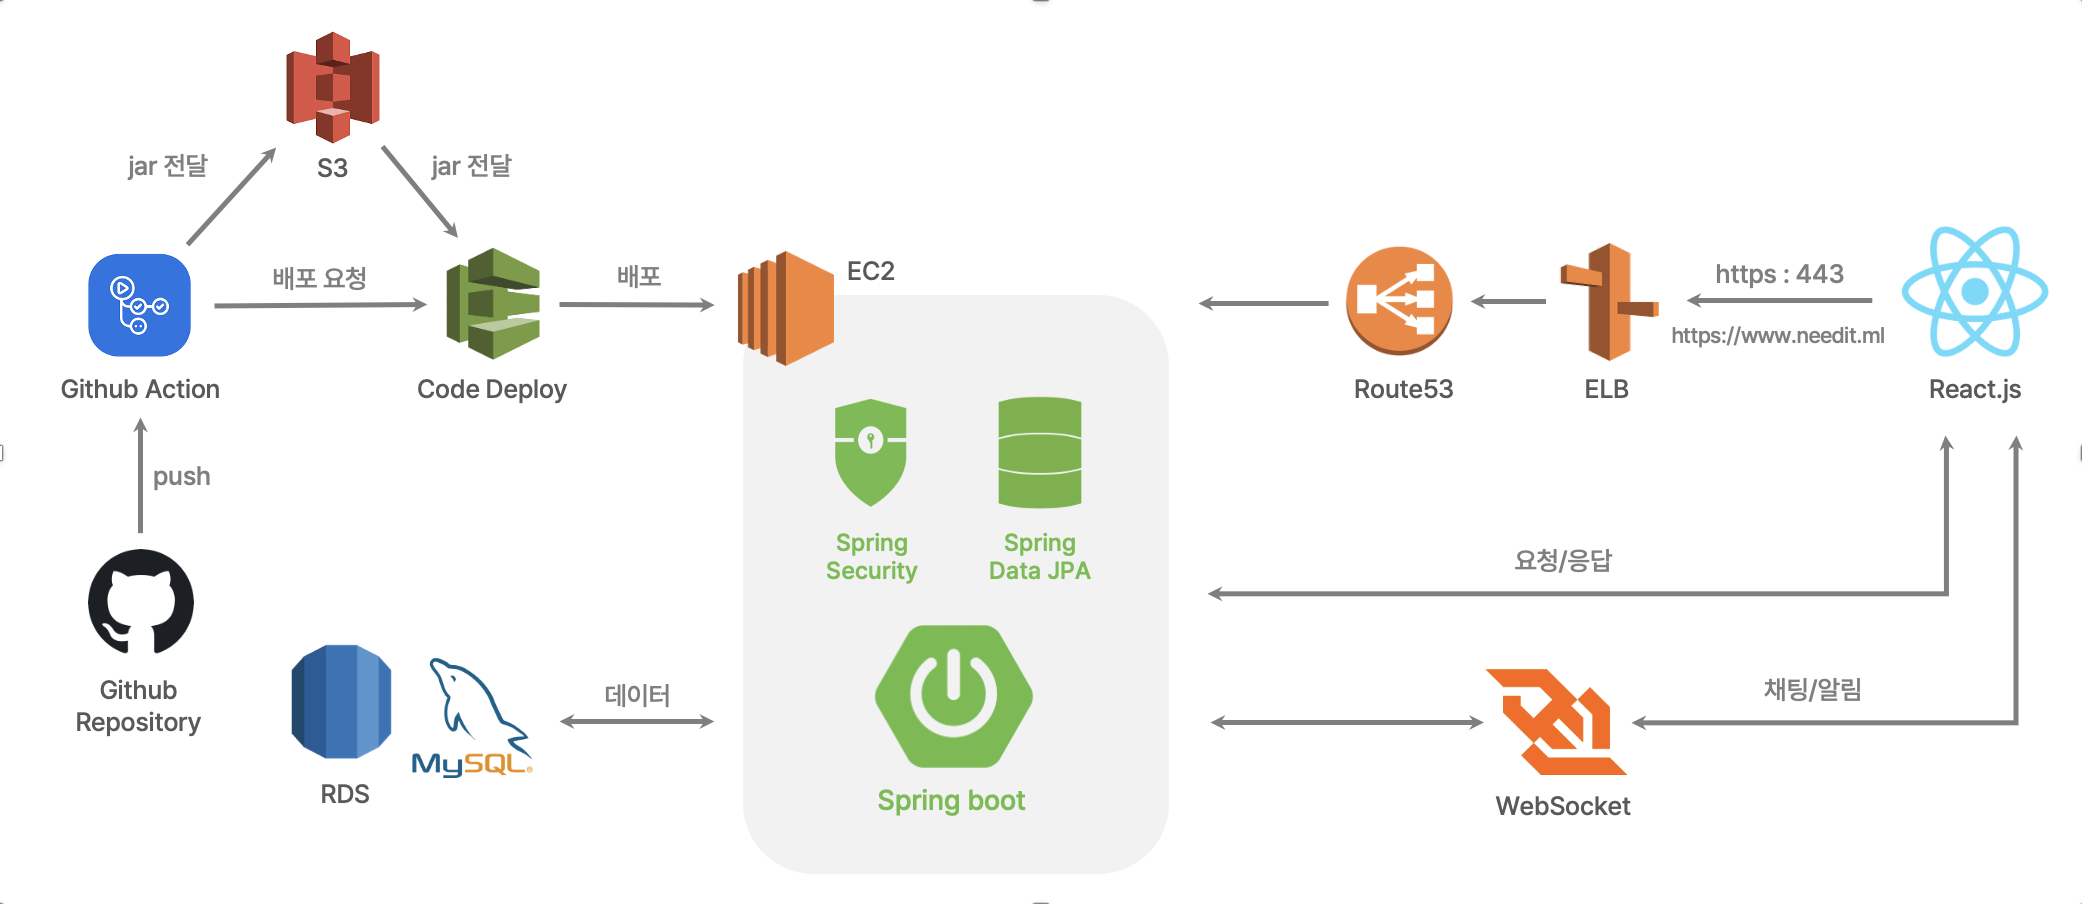 S3
jar 전달
jar 전달
Github Action
배포 요청
Code Deploy
배포
EC2
Route53
ELB
https : 443
https://www.needit.ml
React.js
push
Github
Repository
RDS
MySQL®
데이터
Spring
Security
Spring
Data JPA
Spring boot
요청/응답
채팅/알림
WebSocket